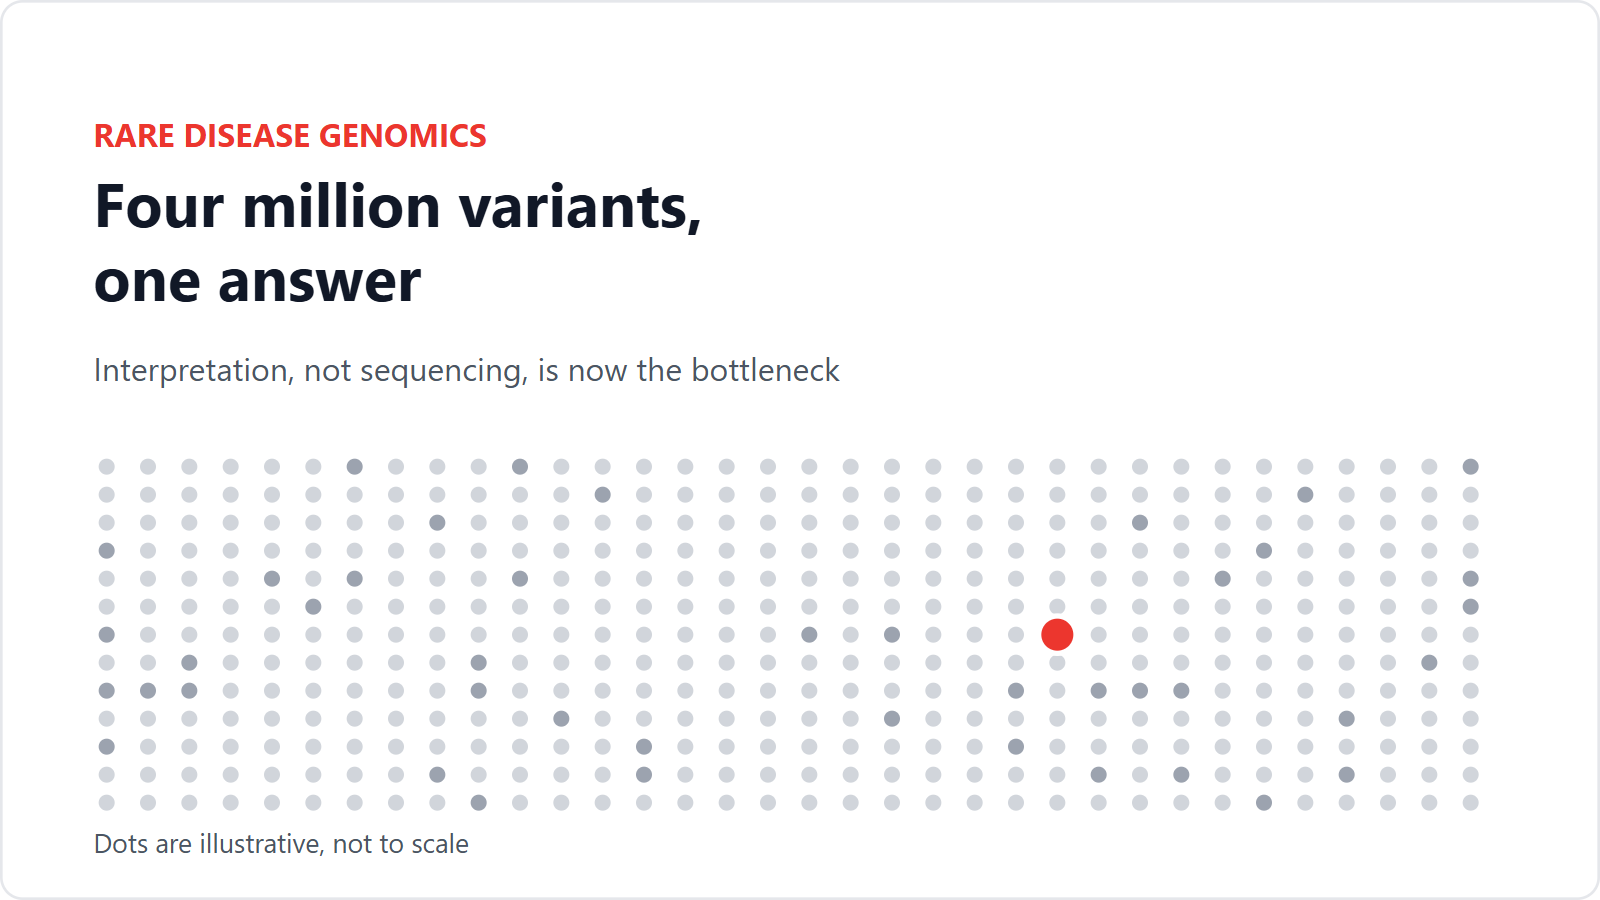 RARE DISEASE GENOMICS
Four million variants,
one answer
Interpretation, not sequencing, is now the bottleneck
Dots are illustrative, not to scale